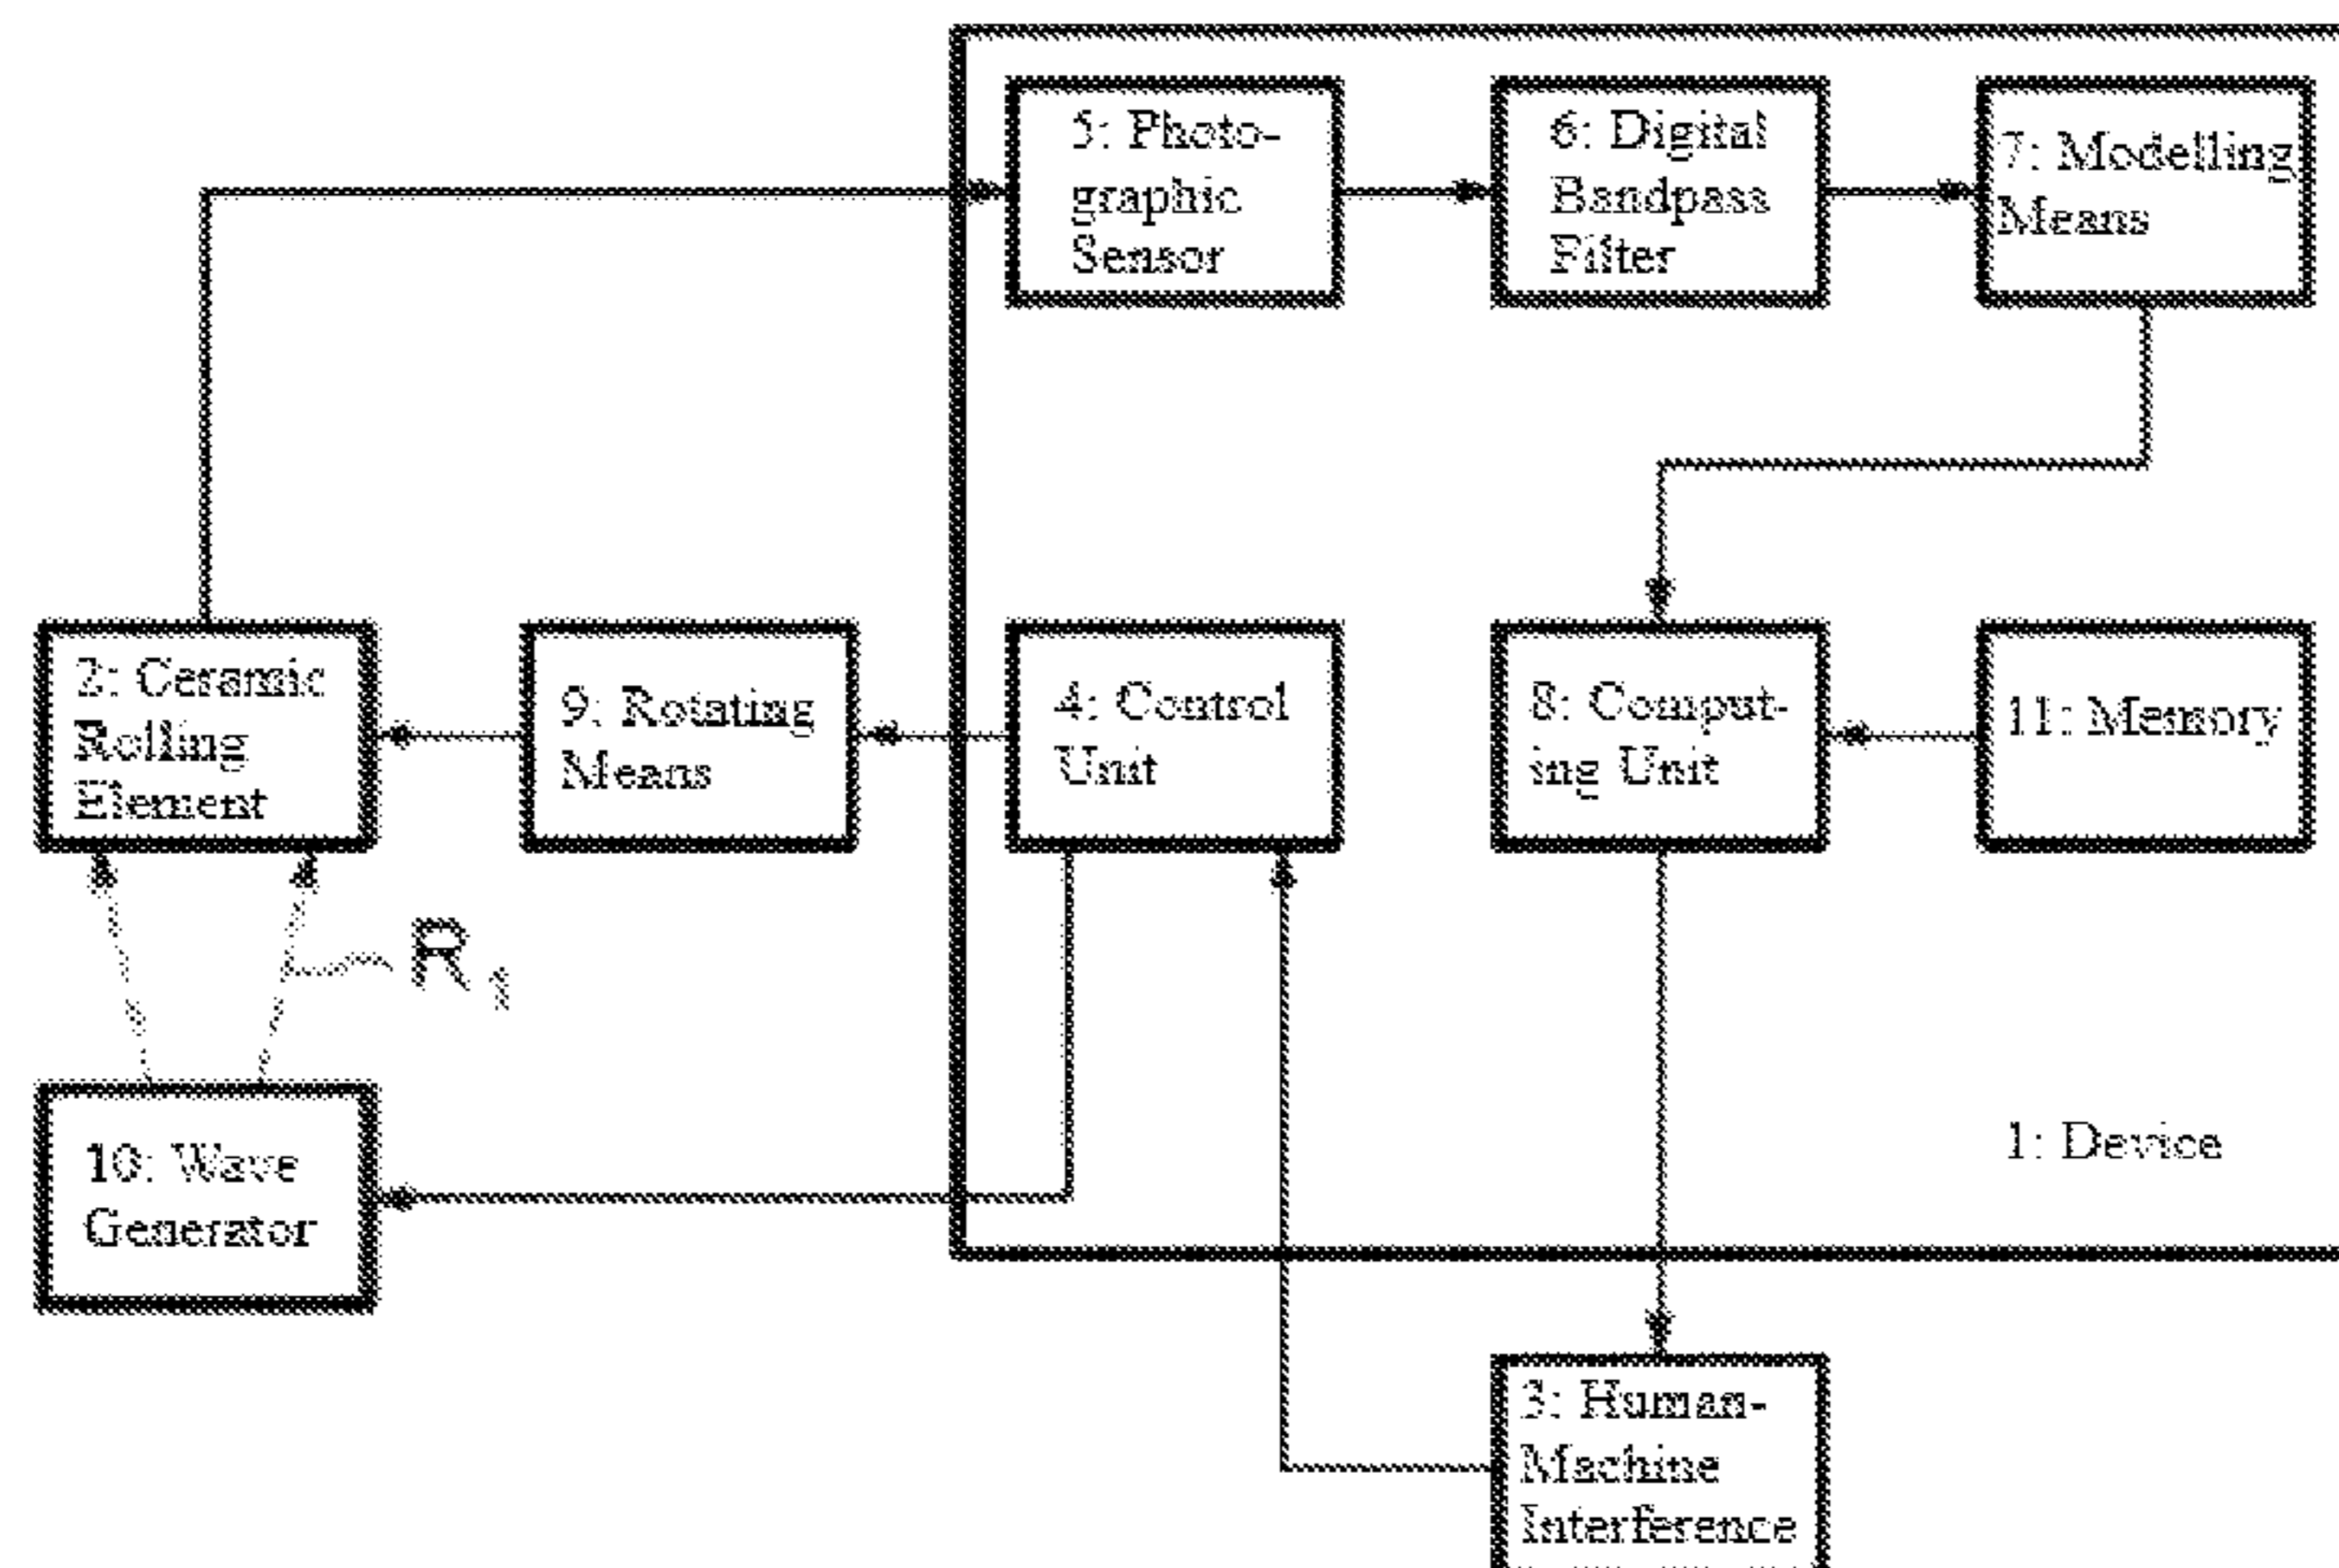 5: Photo-
graphic
Sensor
6: Digital
Bandpass
Filter
7: Modelling
Means
2: Ceramic
Rolling
Element
9: Rotating
Means
4: Control
Unit
8: Comput-
ing Unit
11: Memory
R 1
10: Wave
Generator
1: Device
3: Human-
Machine
Interference